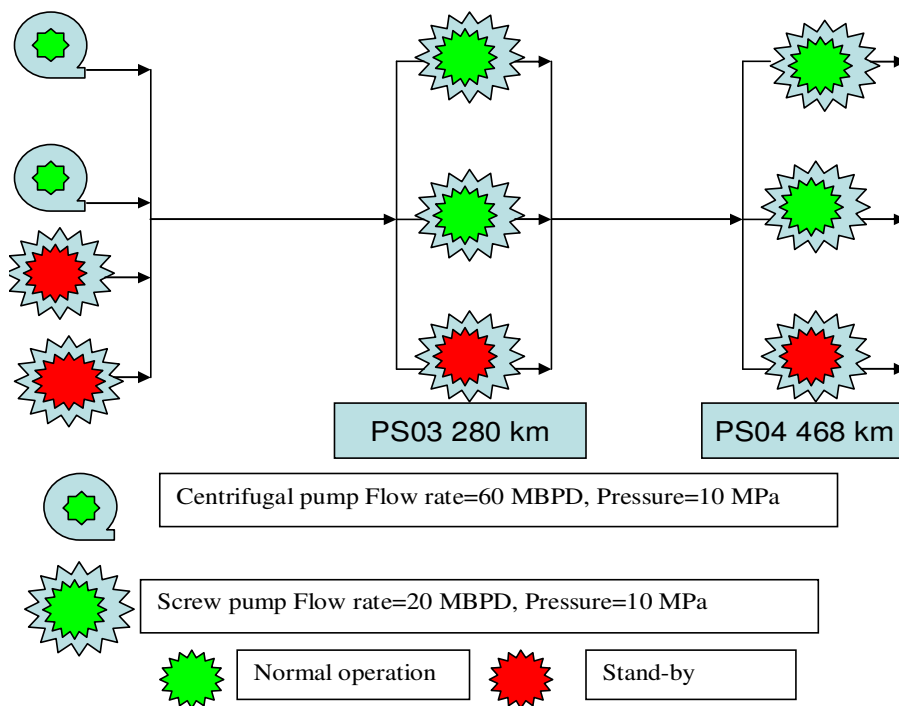 PS03 280 km
PS04 468 km
Centrifugal pump Flow rate=60 MBPD, Pressure=10 MPa
Screw pump Flow rate=20 MBPD, Pressure=10 MPa
Normal operation
Stand-by